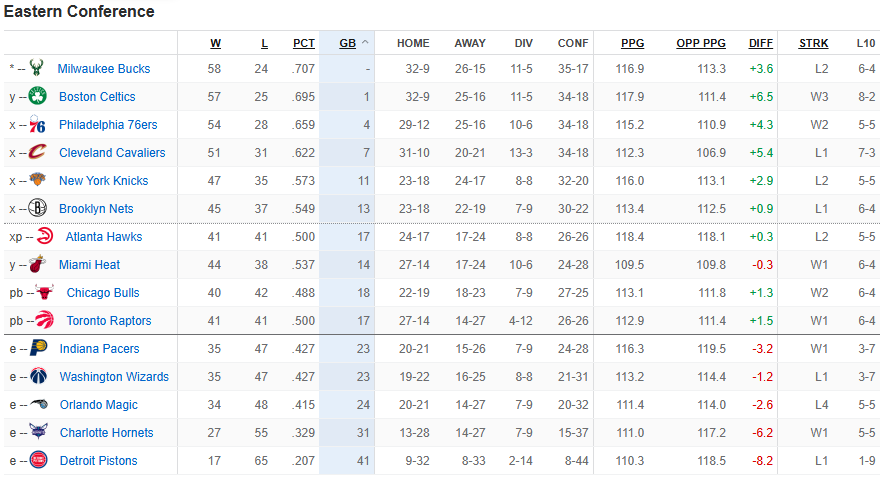 Eastern Conference
W L PCT GB HOME AWAY DIV CONF PPG OPP PPG DIFF STRK L10
* -- Milwaukee Bucks 58 24 .707 - 32-9 26-15 11-5 35-17 116.9 113.3 +3.6 L2 6-4
y -- Boston Celtics 57 25 .695 1 32-9 25-16 11-5 34-18 117.9 111.4 +6.5 W3 8-2
x -- 76 Philadelphia 76ers 54 28 .659 4 29-12 25-16 10-6 34-18 115.2 110.9 +4.3 W2 5-5
x -- C Cleveland Cavaliers 51 31 .622 7 31-10 20-21 13-3 34-18 112.3 106.9 +5.4 L1 7-3
x -- New York Knicks 47 35 .573 11 23-18 24-17 8-8 32-20 116.0 113.1 +2.9 L2 5-5
x -- B Brooklyn Nets 45 37 .549 13 23-18 22-19 7-9 30-22 113.4 112.5 +0.9 L1 6-4
xp -- Atlanta Hawks 41 41 .500 17 24-17 17-24 8-8 26-26 118.4 118.1 +0.3 L2 5-5
y -- Miami Heat 44 38 .537 14 27-14 17-24 10-6 24-28 109.5 109.8 -0.3 W1 6-4
pb -- Chicago Bulls 40 42 .488 18 22-19 18-23 7-9 27-25 113.1 111.8 +1.3 W2 6-4
pb -- Toronto Raptors 41 41 .500 17 27-14 14-27 4-12 26-26 112.9 111.4 +1.5 W1 6-4
e -- P Indiana Pacers 35 47 .427 23 20-21 15-26 7-9 24-28 116.3 119.5 -3.2 W1 3-7
e -- Washington Wizards 35 47 .427 23 19-22 16-25 8-8 21-31 113.2 114.4 -1.2 L1 3-7
e -- Orlando Magic 34 48 .415 24 20-21 14-27 7-9 20-32 111.4 114.0 -2.6 L4 5-5
e -- Charlotte Hornets 27 55 .329 31 13-28 14-27 7-9 15-37 111.0 117.2 -6.2 W1 5-5
e -- Detroit Pistons 17 65 .207 41 9-32 8-33 2-14 8-44 110.3 118.5 -8.2 L1 1-9